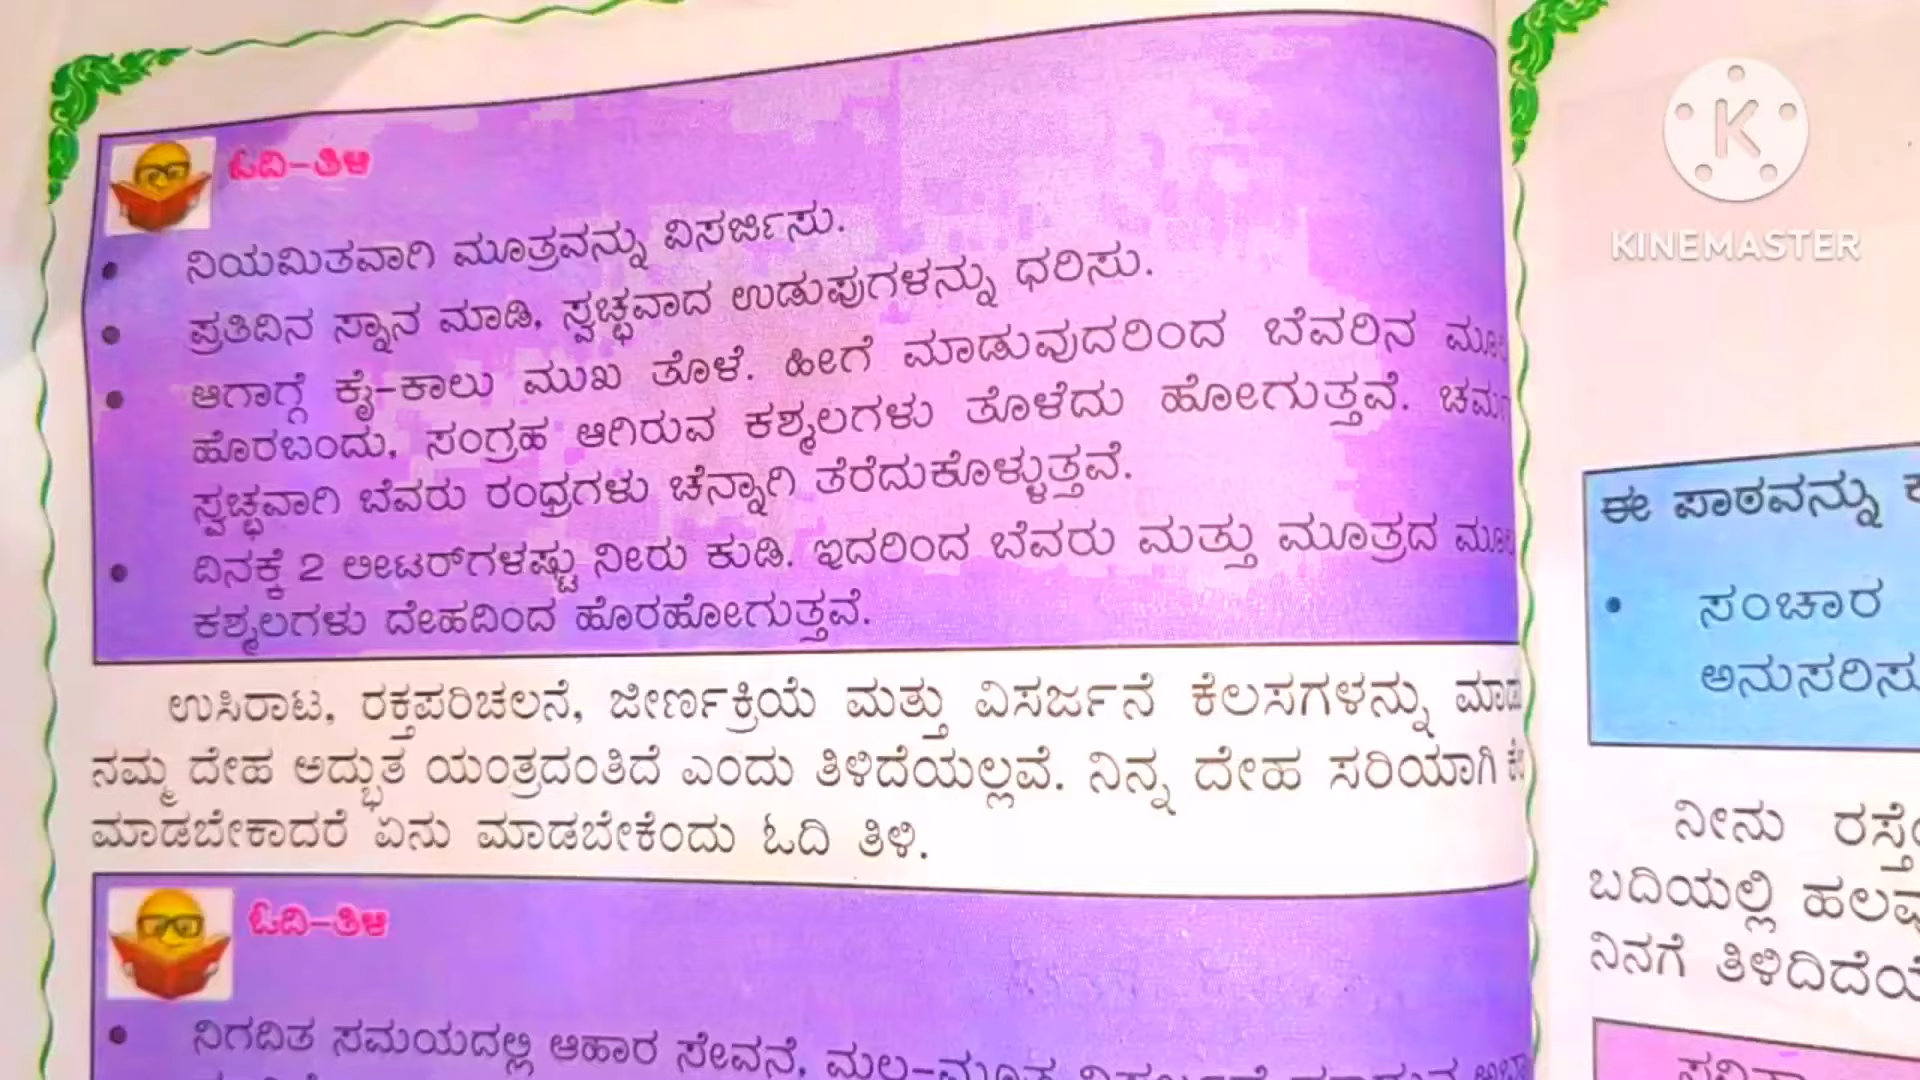 ಓದಿ-ತಿಳಿ
ನಿಯಮಿತವಾಗಿ ಮೂತ್ರವನ್ನು ವಿಸರ್ಜಿಸು.
ಪ್ರತಿದಿನ ಸ್ನಾನ ಮಾಡಿ, ಸ್ವಚ್ಛವಾದ ಉಡುಪುಗಳನ್ನು ಧರಿಸು.
ಆಗಾಗ್ಗೆ ಕೈ-ಕಾಲು ಮುಖ ತೊಳೆ. ಹೀಗೆ ಮಾಡುವುದರಿಂದ ಬೆವರಿನ
ಹೊರಬಂದು, ಸಂಗ್ರಹ ಆಗಿರುವ ಕಶ್ಮಲಗಳು ತೊಳೆದು ಹೋಗುತ್ತವೆ.
ಸ್ವಚ್ಛವಾಗಿ ಬೆವರು ರಂಧ್ರಗಳು ಚೆನ್ನಾಗಿ ತೆರೆದುಕೊಳ್ಳುತ್ತವೆ.
ದಿನಕ್ಕೆ 2 ಲೀಟರ್‌ಗಳಷ್ಟು ನೀರು ಕುಡಿ. ಇದರಿಂದ ಬೆವರು ಮತ್ತು ಮೂತ್ರದ
ಕಶ್ಮಲಗಳು ದೇಹದಿಂದ ಹೊರಹೋಗುತ್ತವೆ.
ಉಸಿರಾಟ, ರಕ್ತಪರಿಚಲನೆ, ಜೀರ್ಣಕ್ರಿಯೆ ಮತ್ತು ವಿಸರ್ಜನೆ ಕೆಲಸಗಳನ್ನು
ನಮ್ಮ ದೇಹ ಅದ್ಭುತ ಯಂತ್ರದಂತಿದೆ ಎಂದು ತಿಳಿದೆಯಲ್ಲವೆ. ನಿನ್ನ ದೇಹ ಸರಿಯಾಗಿ
ಮಾಡಬೇಕಾದರೆ ಏನು ಮಾಡಬೇಕೆಂದು ಓದಿ ತಿಳಿ.
ಓದಿ-ತಿಳಿ
ನಿಗದಿತ ಸಮಯದಲ್ಲಿ ಆಹಾರ ಸೇವನೆ,
KINEMASTER
ಈ ಪಾಠವನ್ನು
ಸಂಚಾರ
ಅನುಸರಿಸು
ನೀನು
ಬದಿಯಲ್ಲಿ
ನಿನಗೆ